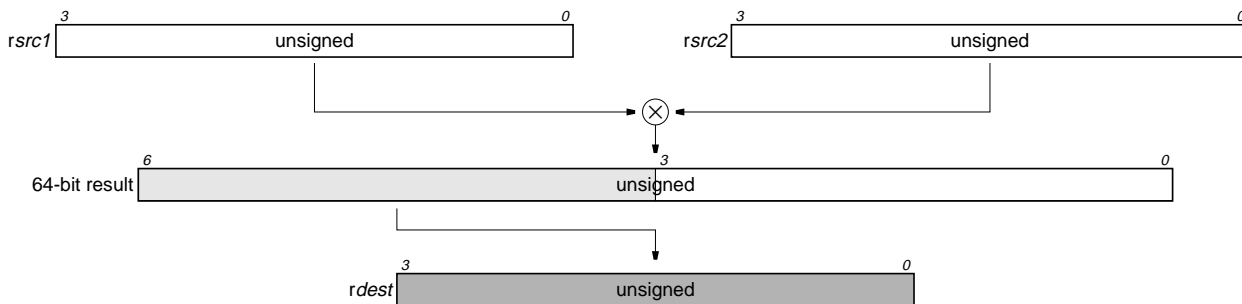 3 0 3 0
rsrc1 unsigned rsrc2 unsigned
6 3 0
64-bit result unsigned
3 0
rdest unsigned